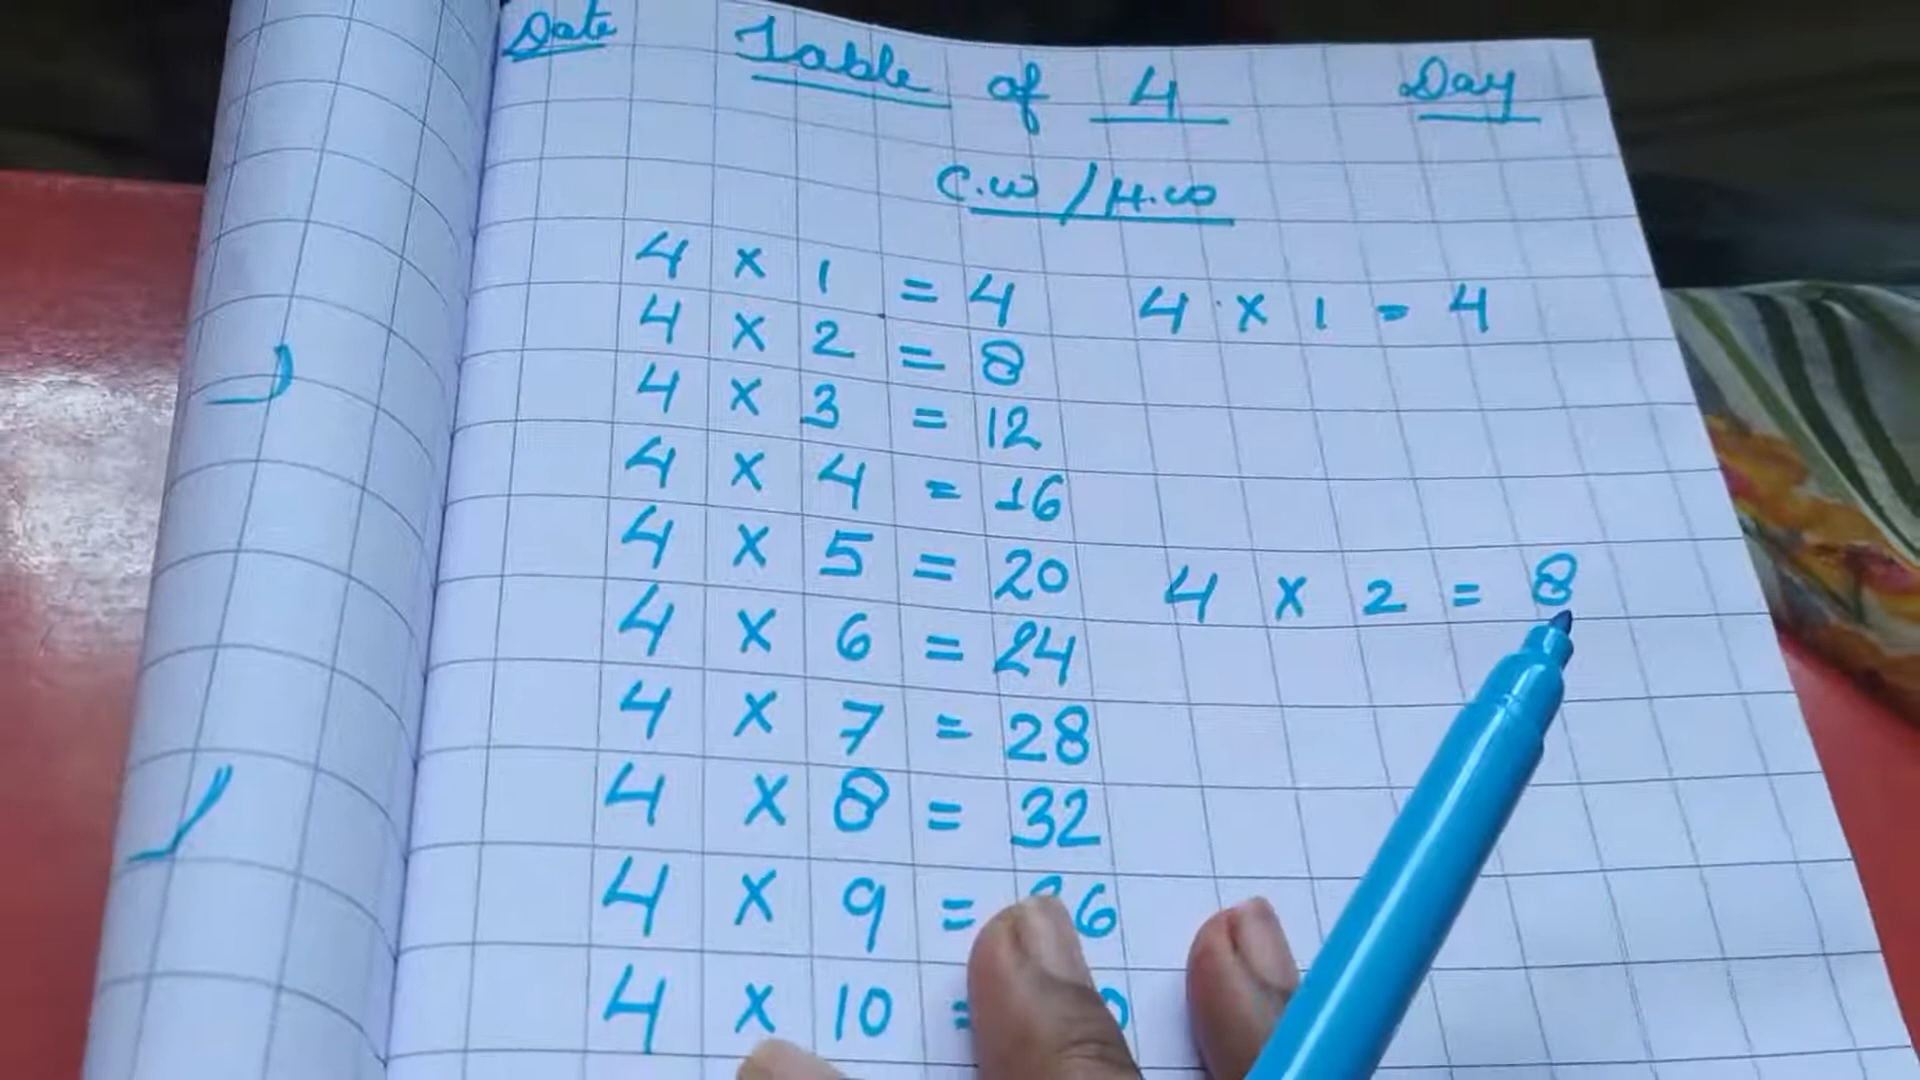 Date Table of 4 Day
C.W / H.W
4 × 1 = 4 4 × 1 = 4
4 × 2 = 8
4 × 3 = 12
4 × 4 = 16
4 × 5 = 20 4 × 2 = 8
4 × 6 = 24
4 × 7 = 28
4 × 8 = 32
4 × 9 = 6
4 × 10 =